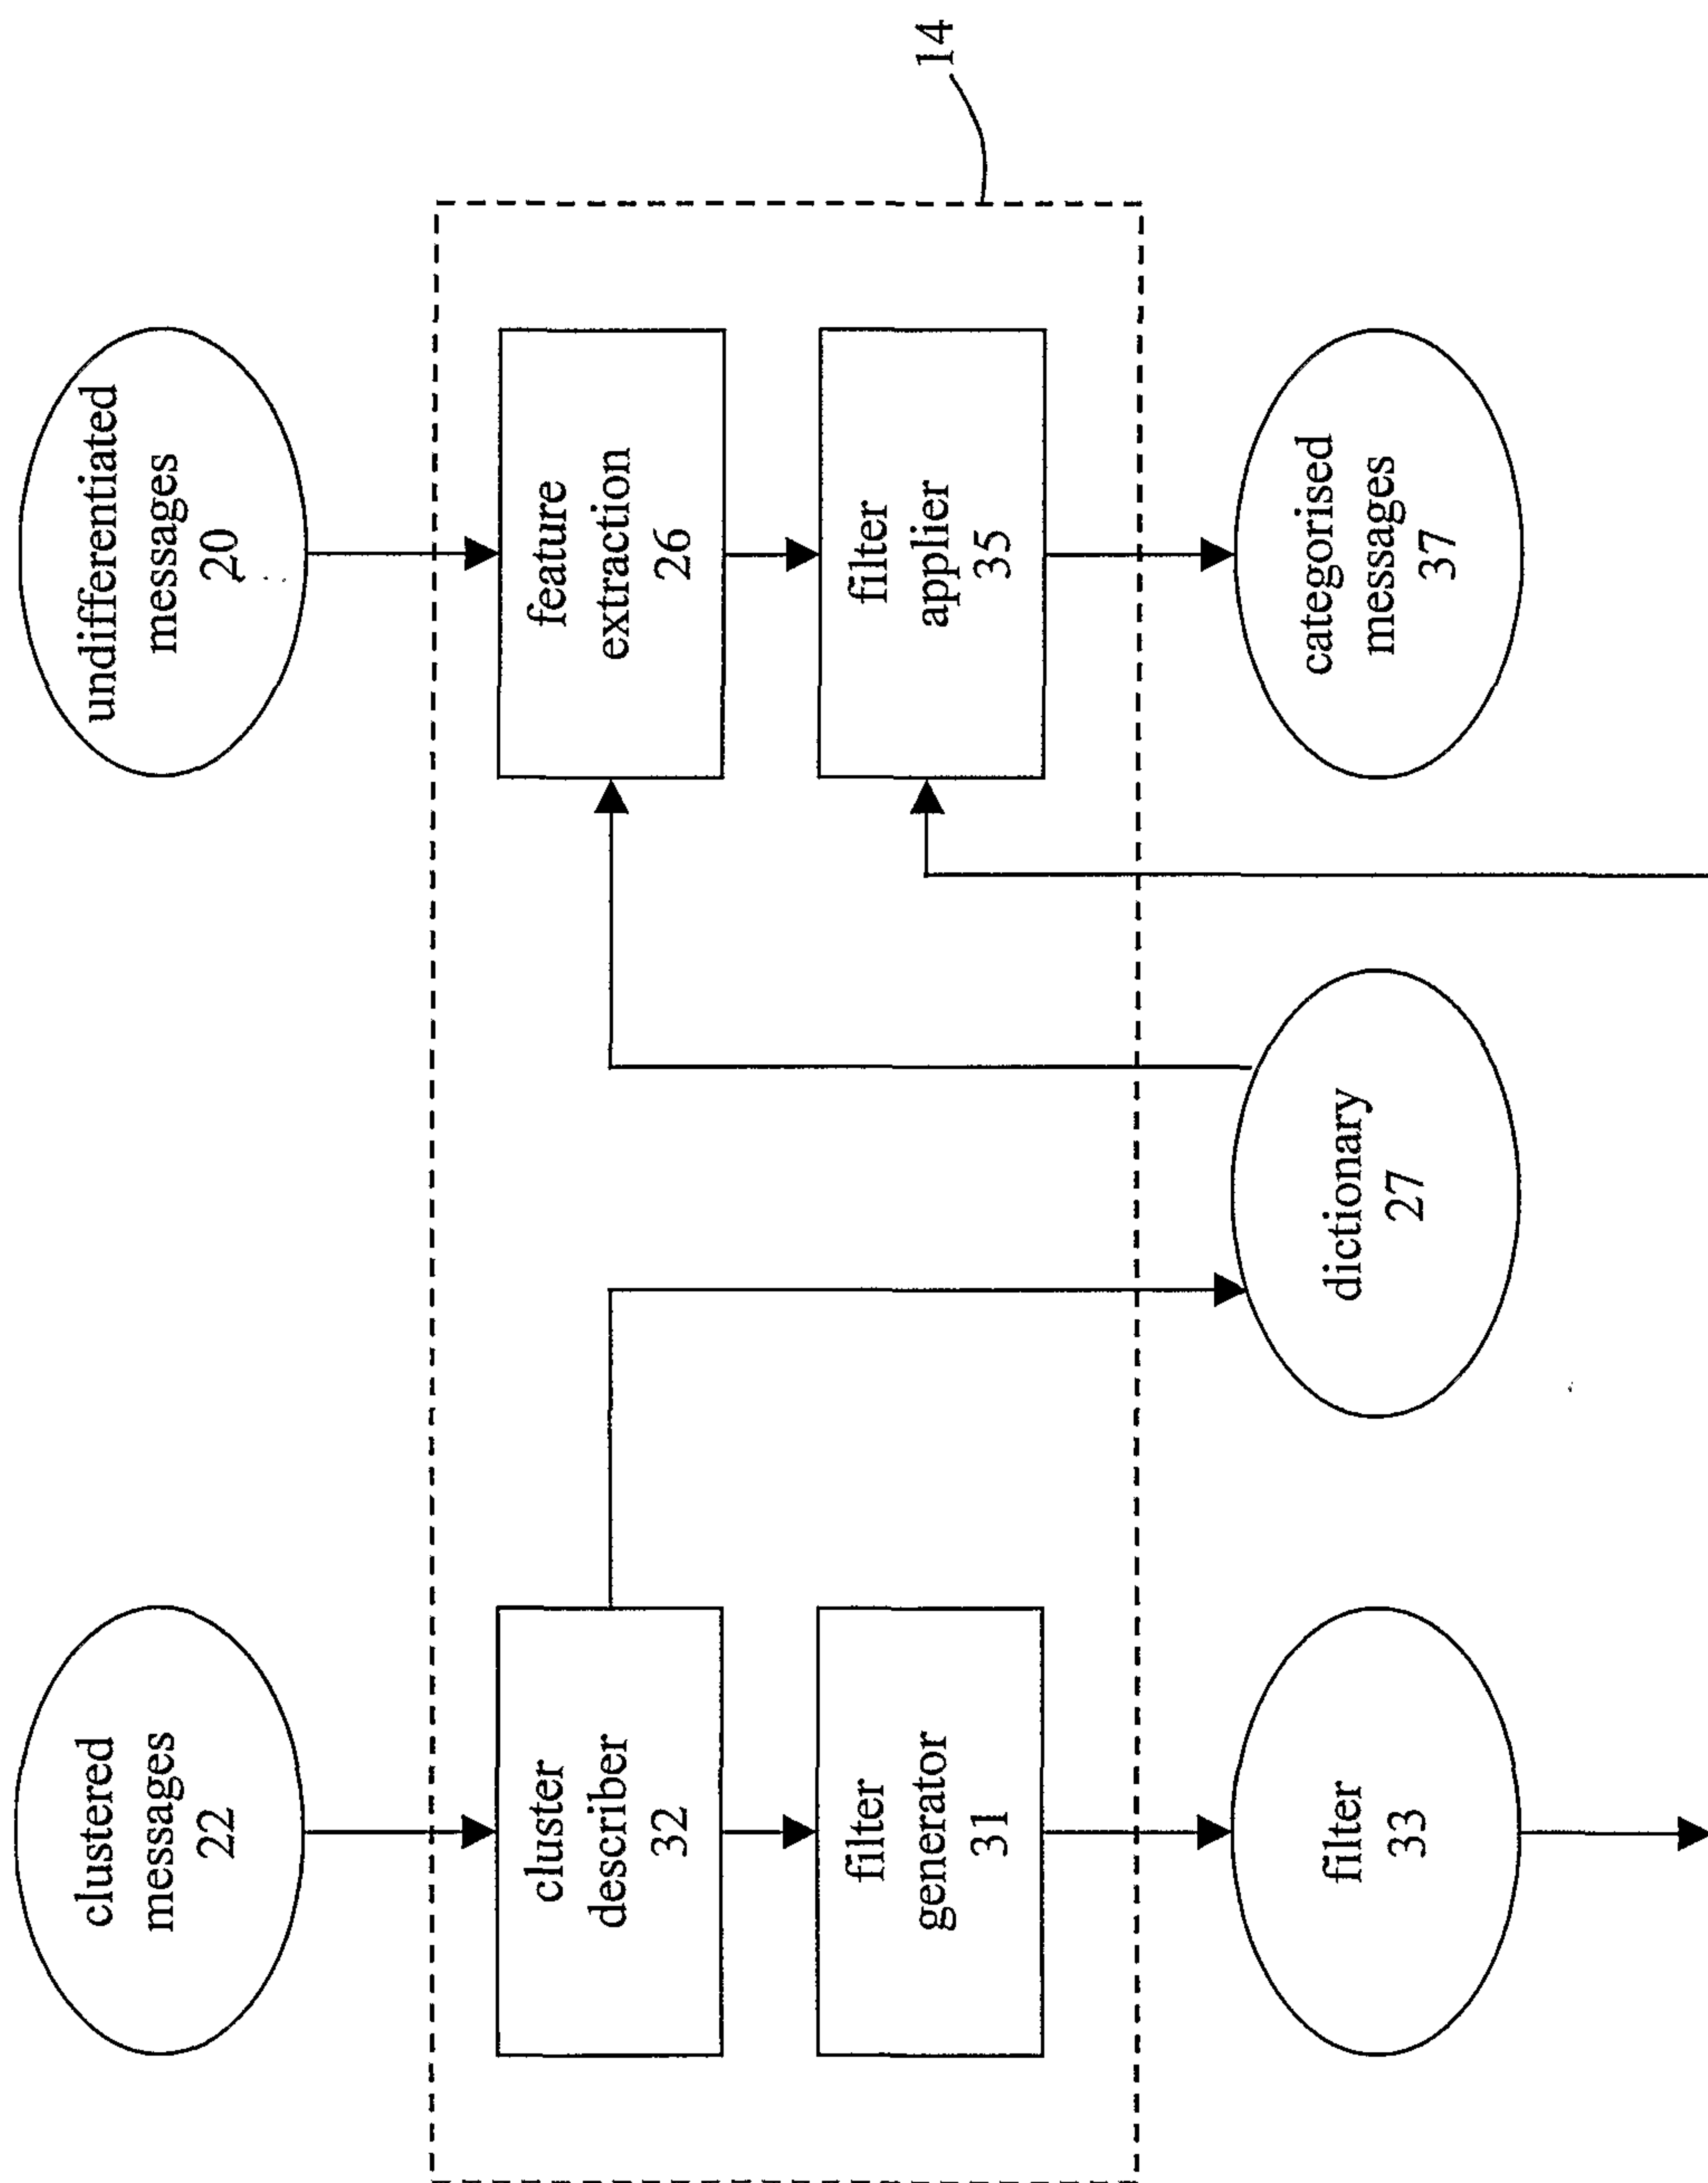 clustered
messages
22
undifferentiated
messages
20
14
cluster
describer
32
feature
extraction
26
filter
generator
31
filter
applier
35
filter
33
dictionary
27
categorised
messages
37